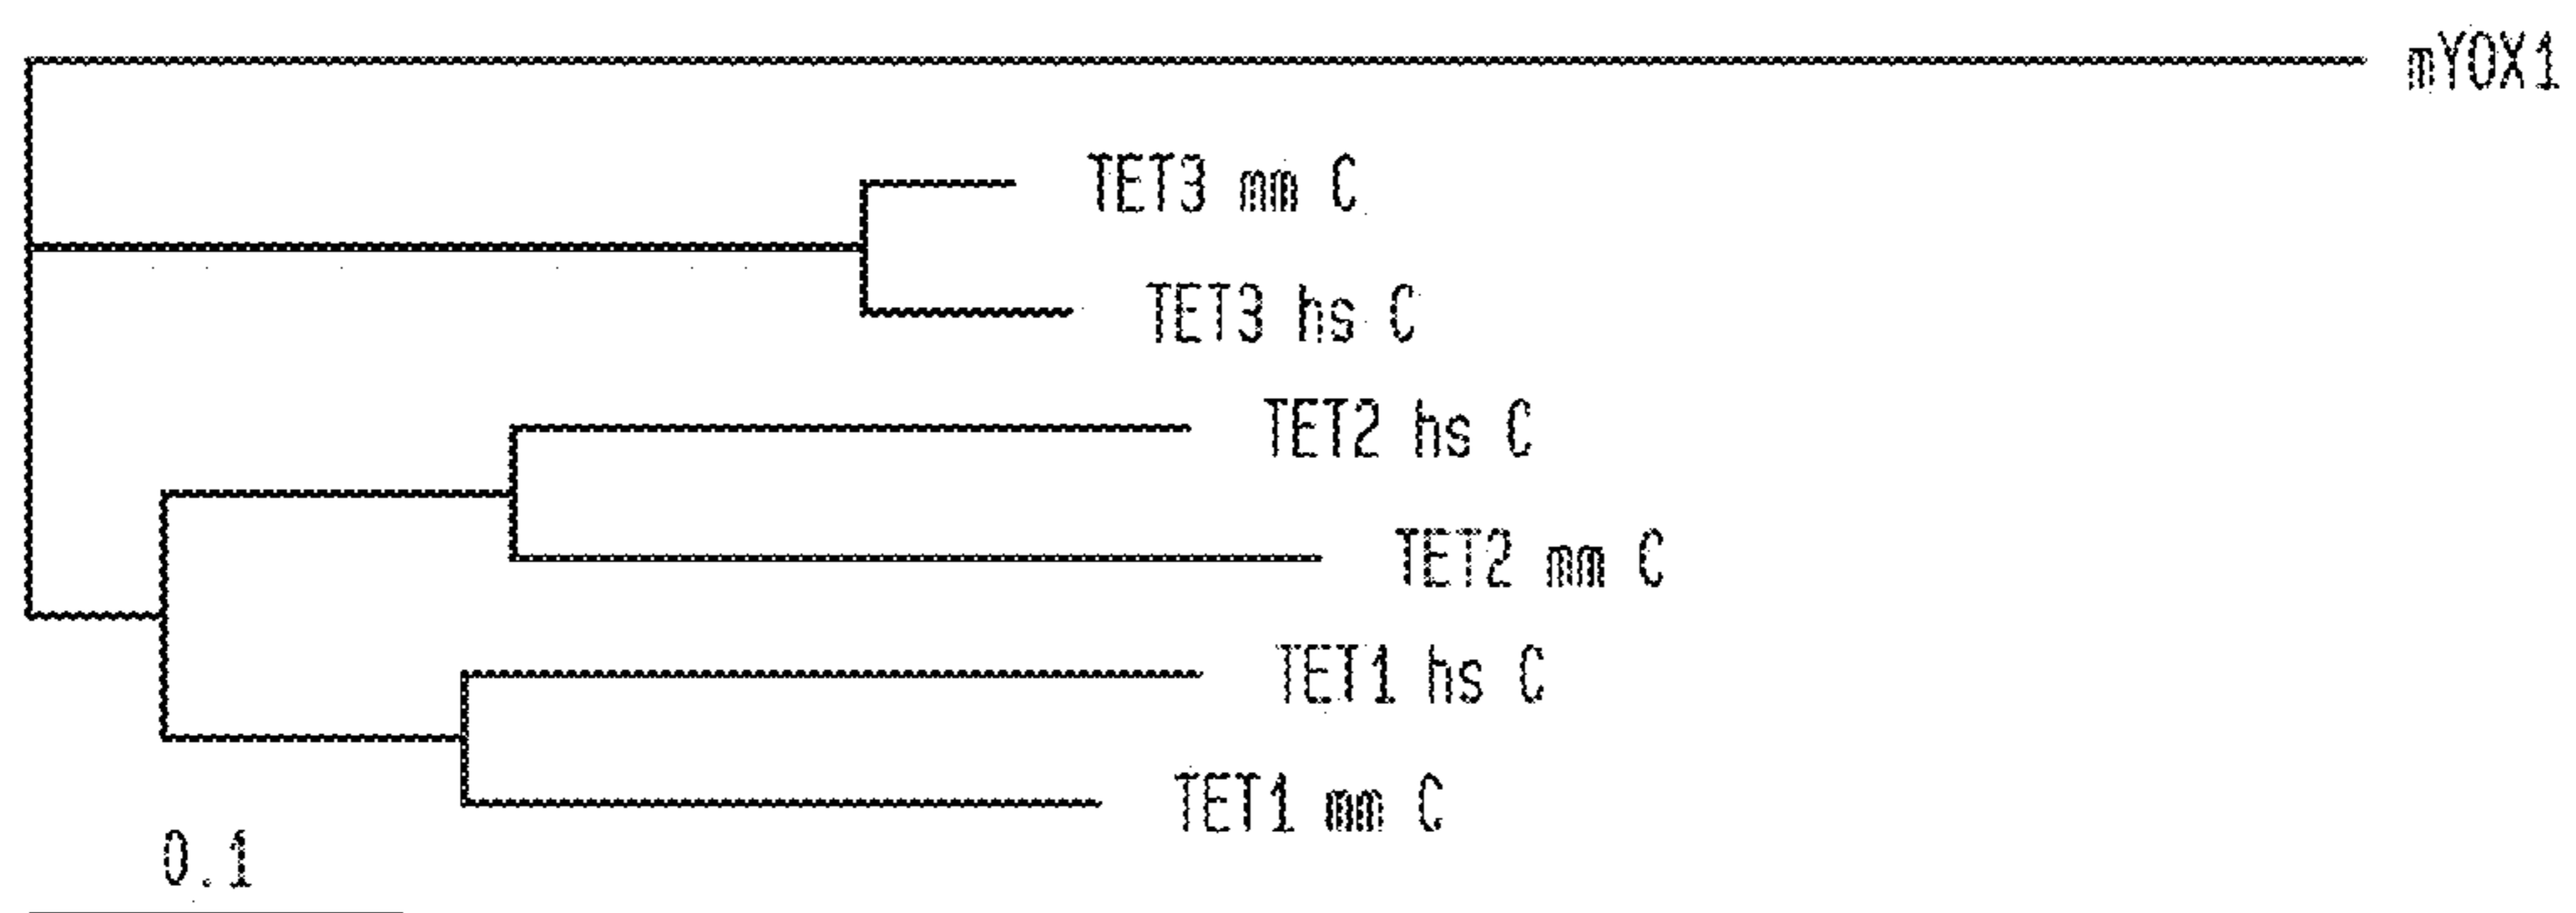 mYOX1
TET3 mm C
TET3 hs C
TET2 hs C
TET2 mm C
TET1 hs C
TET1 mm C
0.1